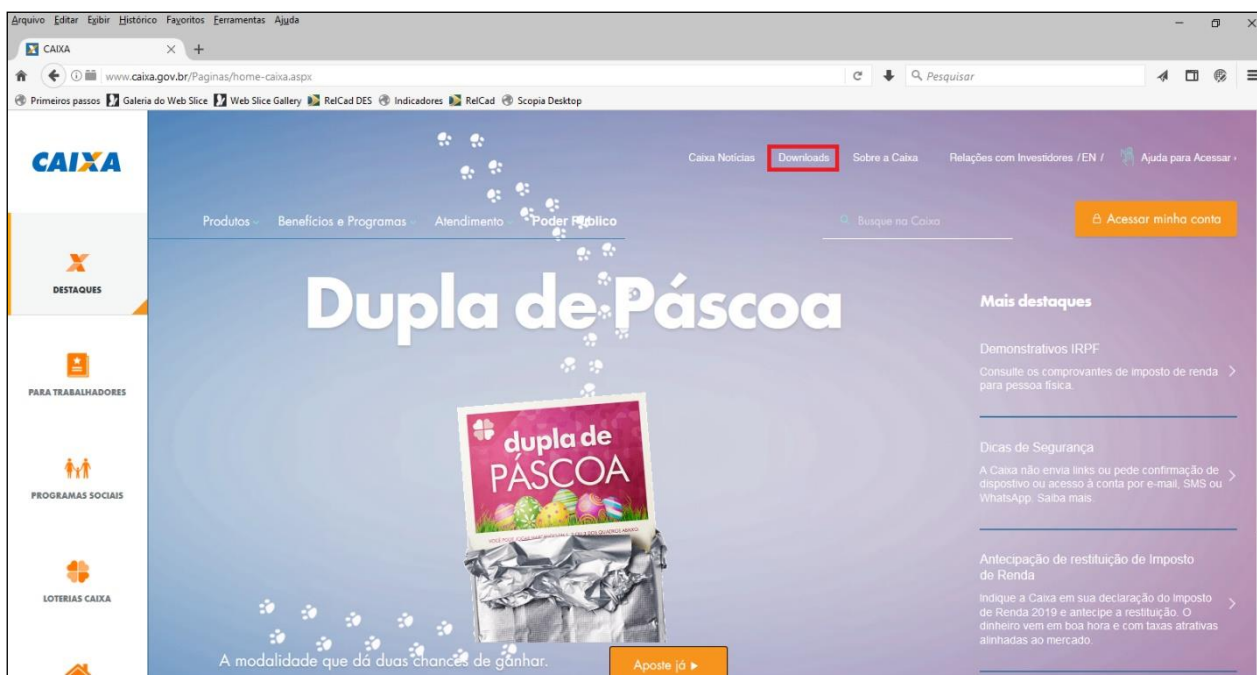 Arquivo Editar Exibir Histórico Favoritos Ferramentas Ajuda
CAIXA
www.caixa.gov.br/Paginas/home-caixa.aspx
Pesquisar
Primeiros passos Galeria do Web Slice Web Slice Gallery RelCad DES Indicadores RelCad Scopia Desktop
CAIXA
Caixa Notícias Downloads Sobre a Caixa Relações com Investidores /EN / Ajuda para Acessar
Produtos Benefícios e Programas Atendimento Poder Público
Busque na Caixa
Acessar minha conta
DESTAQUES
PARA TRABALHADORES
PROGRAMAS SOCIAIS
LOTERIAS CAIXA
Dupla de Páscoa
dupla de
PÁSCOA
A modalidade que dá duas chances de ganhar.
Aposte já
Mais destaques
Demonstrativos IRPF
Consulte os comprovantes de imposto de renda
para pessoa física.
Dicas de Segurança
A Caixa não envia links ou pede confirmação de
dispostivo ou acesso à conta por e-mail, SMS ou
WhatsApp. Saiba mais.
Antecipação de restituição de Imposto
de Renda
Indique a Caixa em sua declaração do Imposto
de Renda 2019 e antecipe a restituição. O
dinheiro vem em boa hora e com taxas atrativas
alinhadas ao mercado.